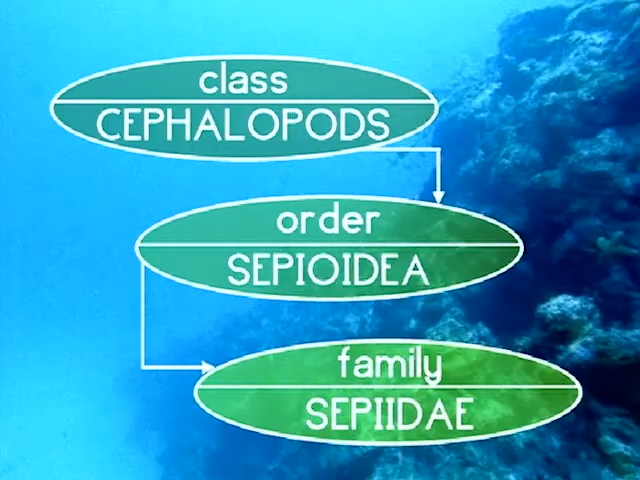 class
CEPHALOPODS
order
SEPIOIDEA
family
SEPIIDAE